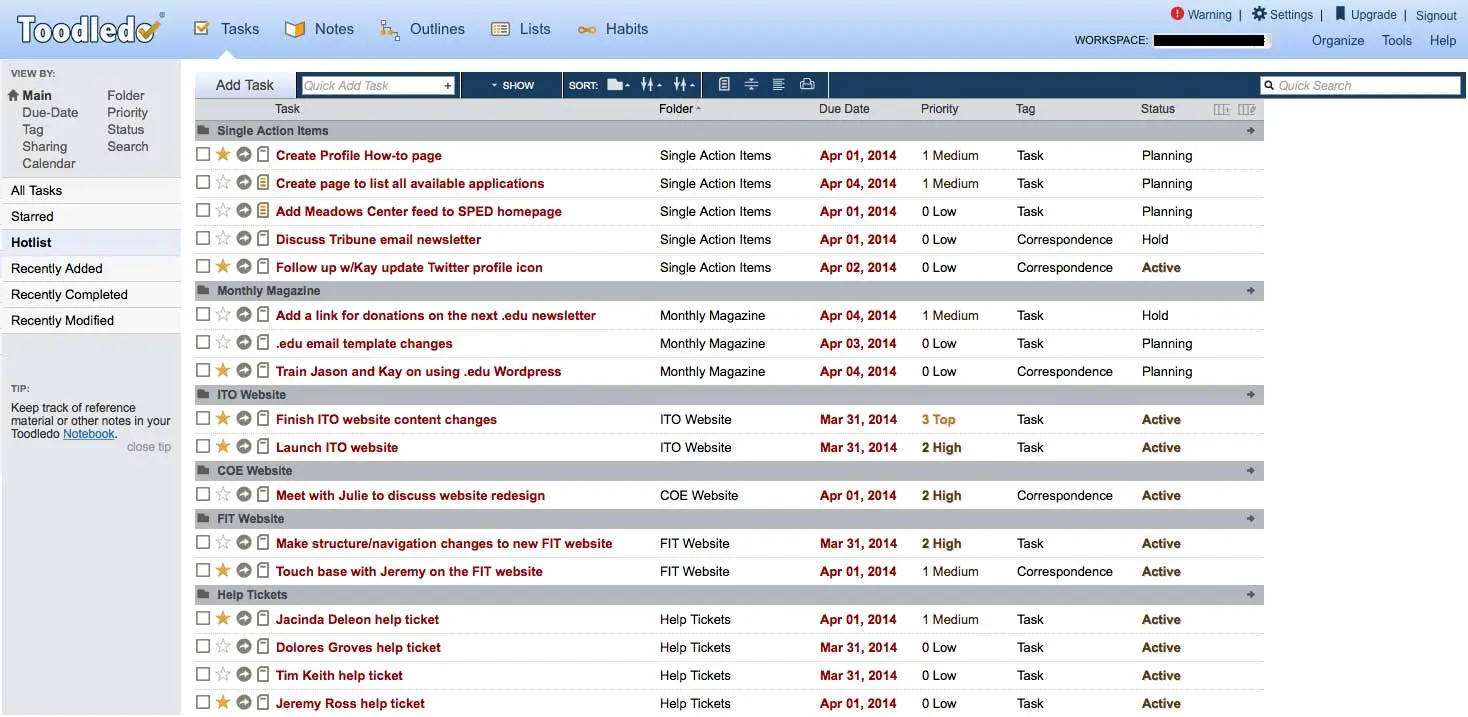 Toodledo
Tasks Notes Outlines Lists Habits
Warning | Settings | Upgrade | Signout
WORKSPACE:
Organize Tools Help
VIEW BY:
Main Folder
Due-Date Priority
Tag Status
Sharing Search
Calendar
All Tasks
Starred
Hotlist
Recently Added
Recently Completed
Recently Modified
TIP:
Keep track of reference
material or other notes in your
Toodledo Notebook.
close tip
Add Task Quick Add Task + SHOW SORT: Quick Search
Task Folder Due Date Priority Tag Status
Single Action Items
Create Profile How-to page Single Action Items Apr 01, 2014 1 Medium Task Planning
Create page to list all available applications Single Action Items Apr 04, 2014 1 Medium Task Planning
Add Meadows Center feed to SPED homepage Single Action Items Apr 01, 2014 0 Low Task Planning
Discuss Tribune email newsletter Single Action Items Apr 01, 2014 0 Low Correspondence Hold
Follow up w/Kay update Twitter profile icon Single Action Items Apr 02, 2014 0 Low Correspondence Active
Monthly Magazine
Add a link for donations on the next .edu newsletter Monthly Magazine Apr 04, 2014 1 Medium Task Hold
.edu email template changes Monthly Magazine Apr 03, 2014 0 Low Task Planning
Train Jason and Kay on using .edu Wordpress Monthly Magazine Apr 04, 2014 0 Low Correspondence Planning
ITO Website
Finish ITO website content changes ITO Website Mar 31, 2014 3 Top Task Active
Launch ITO website ITO Website Mar 31, 2014 2 High Task Active
COE Website
Meet with Julie to discuss website redesign COE Website Apr 01, 2014 2 High Correspondence Active
FIT Website
Make structure/navigation changes to new FIT website FIT Website Mar 31, 2014 2 High Task Active
Touch base with Jeremy on the FIT website FIT Website Apr 01, 2014 1 Medium Correspondence Active
Help Tickets
Jacinda Deleon help ticket Help Tickets Apr 01, 2014 1 Medium Task Active
Dolores Groves help ticket Help Tickets Mar 31, 2014 0 Low Task Active
Tim Keith help ticket Help Tickets Mar 31, 2014 0 Low Task Active
Jeremy Ross help ticket Help Tickets Apr 01, 2014 0 Low Task Active